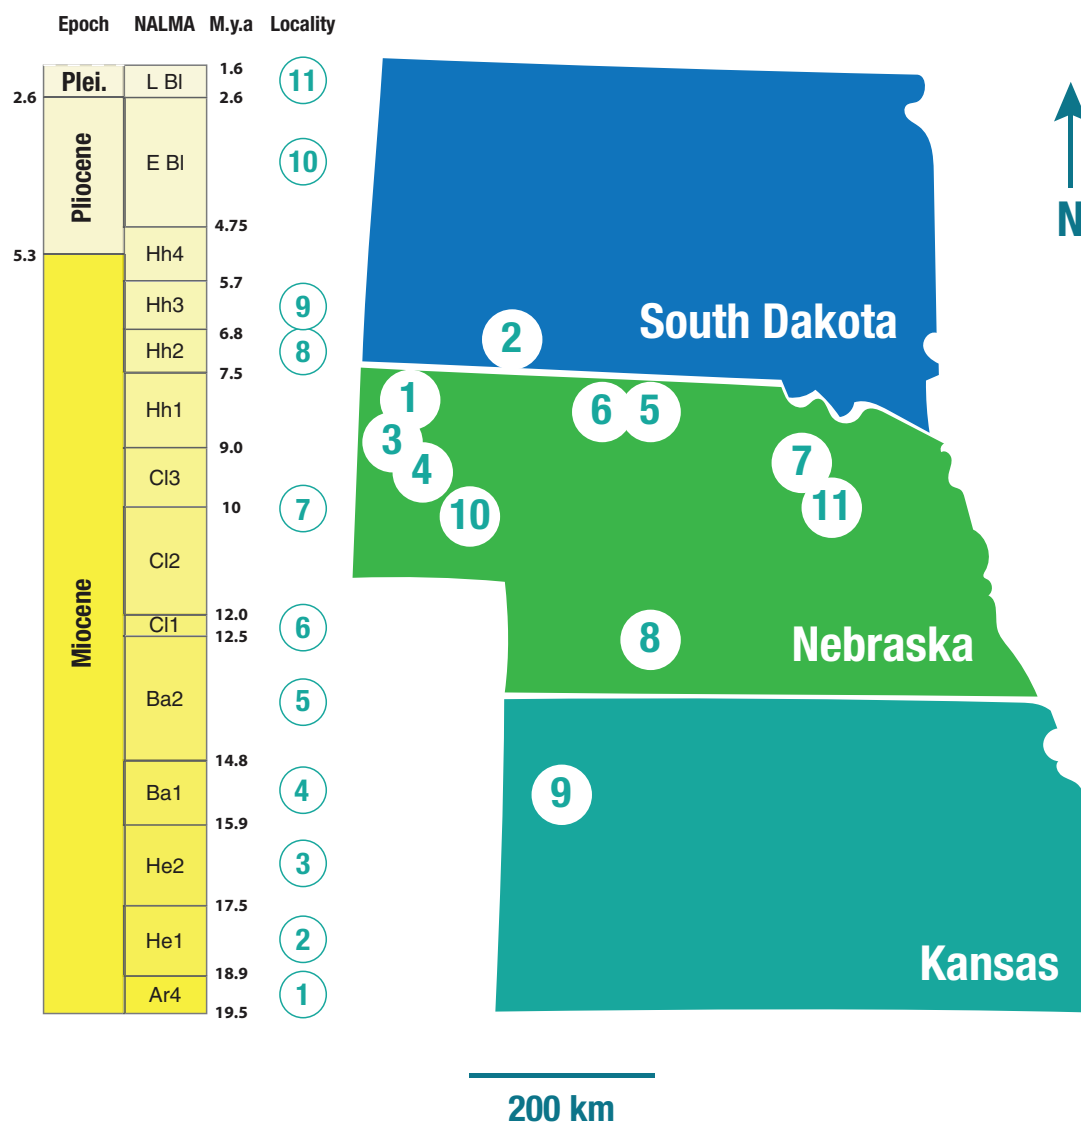 Epoch NALMA M.y.a Locality
Plei. L Bl 1.6 11
2.6 2.6
Pliocene E Bl 10
4.75
5.3 Hh4
5.7
Hh3 9
6.8
Hh2 8
7.5
Hh1
9.0
Cl3
10 7
Cl2
12.0
Cl1 6
12.5
Miocene
Ba2 5
14.8
Ba1 4
15.9
He2 3
17.5
He1 2
18.9
Ar4 1
19.5
N
South Dakota
2
1
6 5
3
4
7
10
11
8
Nebraska
9
Kansas
200 km